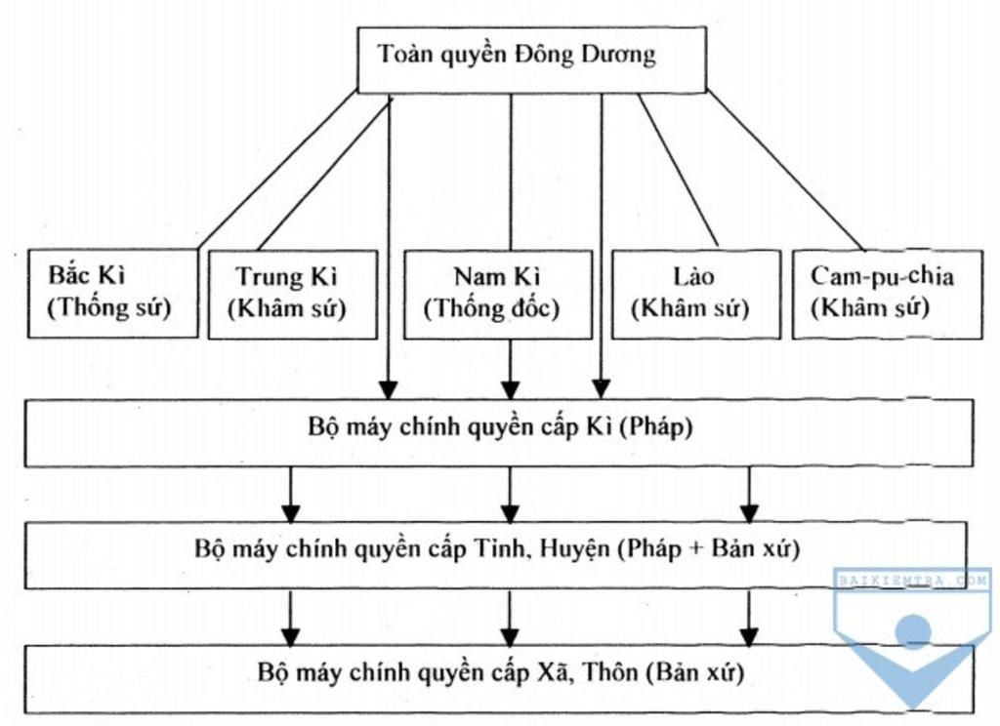 Toàn quyền Đông Dương
Bắc Kì
(Thống sứ)
Trung Kì
(Khâm sứ)
Nam Kì
(Thống đốc)
Lào
(Khâm sứ)
Cam-pu-chia
(Khâm sứ)
Bộ máy chính quyền cấp Kì (Pháp)
Bộ máy chính quyền cấp Tỉnh, Huyện (Pháp + Bản xứ)
BAIKIEMTRA.COM
Bộ máy chính quyền cấp Xã, Thôn (Bản xứ)